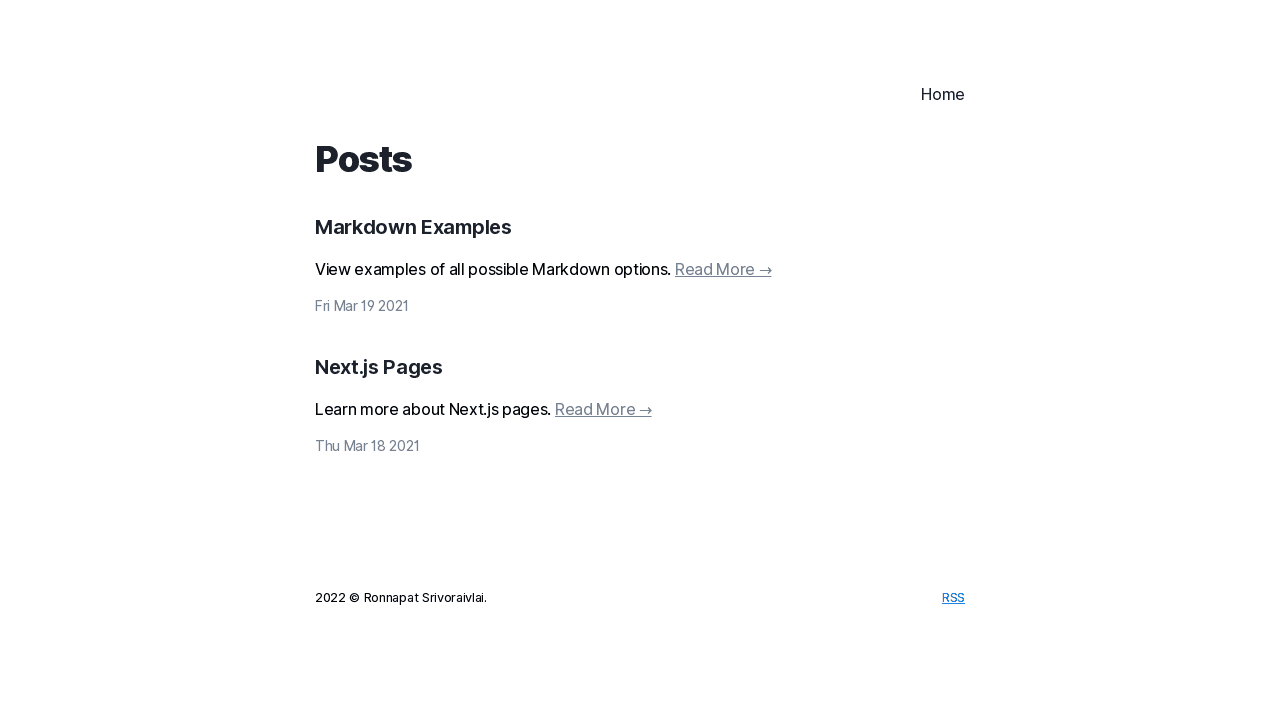 Home
Posts
Markdown Examples
View examples of all possible Markdown options. Read More →
Fri Mar 19 2021
Next.js Pages
Learn more about Next.js pages. Read More →
Thu Mar 18 2021
2022 © Ronnapat Srivoraivlai.
RSS